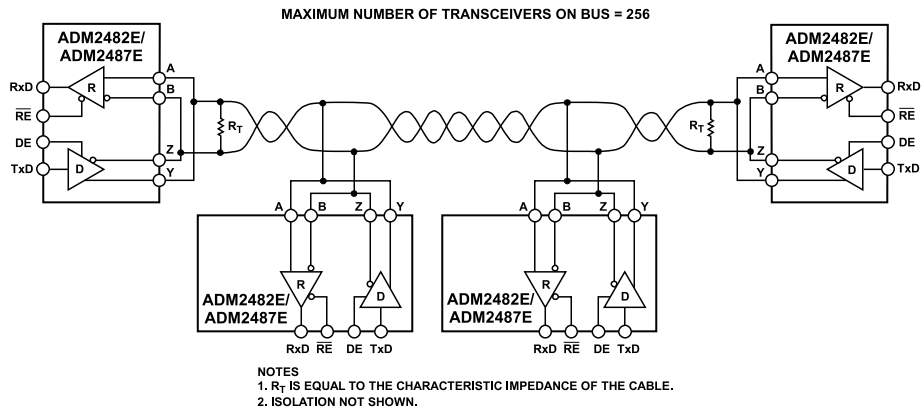 MAXIMUM NUMBER OF TRANSCEIVERS ON BUS = 256
ADM2482E/
ADM2487E
RxD
RE
DE
TxD
R
D
A
B
Z
Y
RT
RT
ADM2482E/
ADM2487E
A
B
Z
Y
R
D
RxD
RE
DE
TxD
A B Z Y
R
D
ADM2482E/
ADM2487E
RxD RE DE TxD
A B Z Y
R
D
ADM2482E/
ADM2487E
RxD RE DE TxD
NOTES
1. RT IS EQUAL TO THE CHARACTERISTIC IMPEDANCE OF THE CABLE.
2. ISOLATION NOT SHOWN.